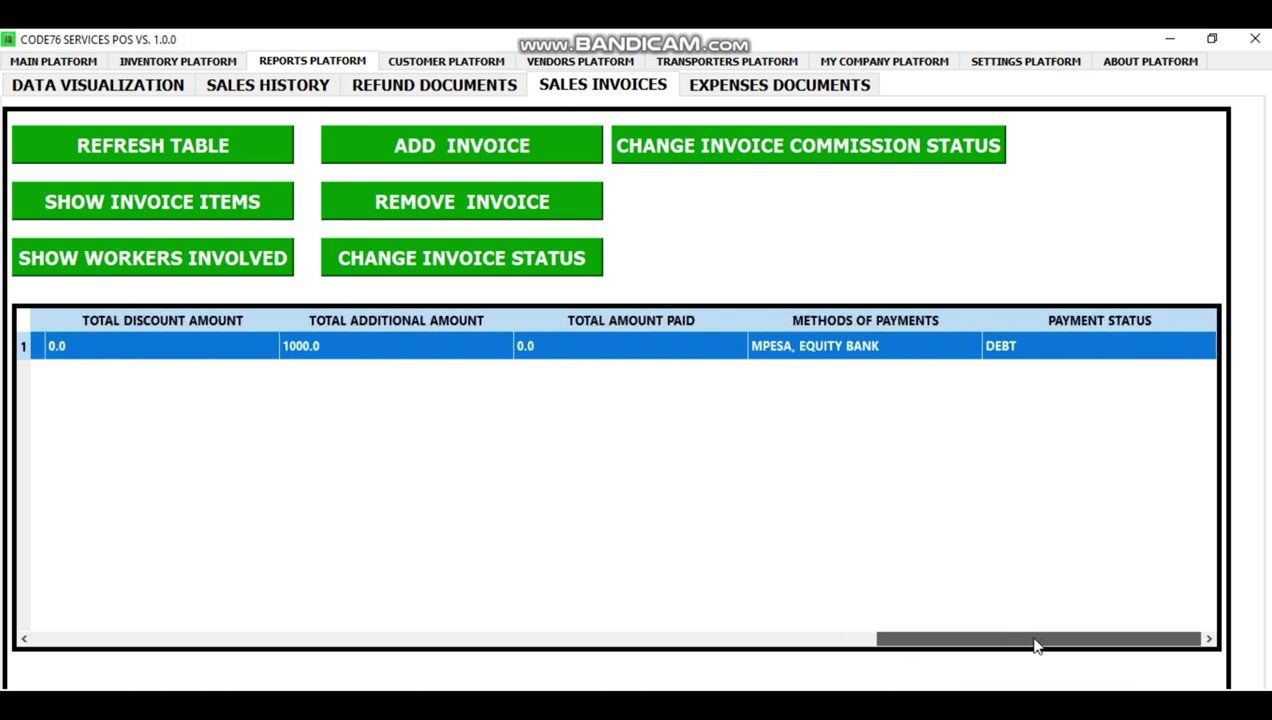 CODE76 SERVICES POS VS. 1.0.0
www.BANDICAM.com
MAIN PLATFORM INVENTORY PLATFORM REPORTS PLATFORM CUSTOMER PLATFORM VENDORS PLATFORM TRANSPORTERS PLATFORM MY COMPANY PLATFORM SETTINGS PLATFORM ABOUT PLATFORM
DATA VISUALIZATION SALES HISTORY REFUND DOCUMENTS SALES INVOICES EXPENSES DOCUMENTS
REFRESH TABLE ADD INVOICE CHANGE INVOICE COMMISSION STATUS
SHOW INVOICE ITEMS REMOVE INVOICE
SHOW WORKERS INVOLVED CHANGE INVOICE STATUS
TOTAL DISCOUNT AMOUNT TOTAL ADDITIONAL AMOUNT TOTAL AMOUNT PAID METHODS OF PAYMENTS PAYMENT STATUS
1 0.0 1000.0 0.0 MPESA, EQUITY BANK DEBT